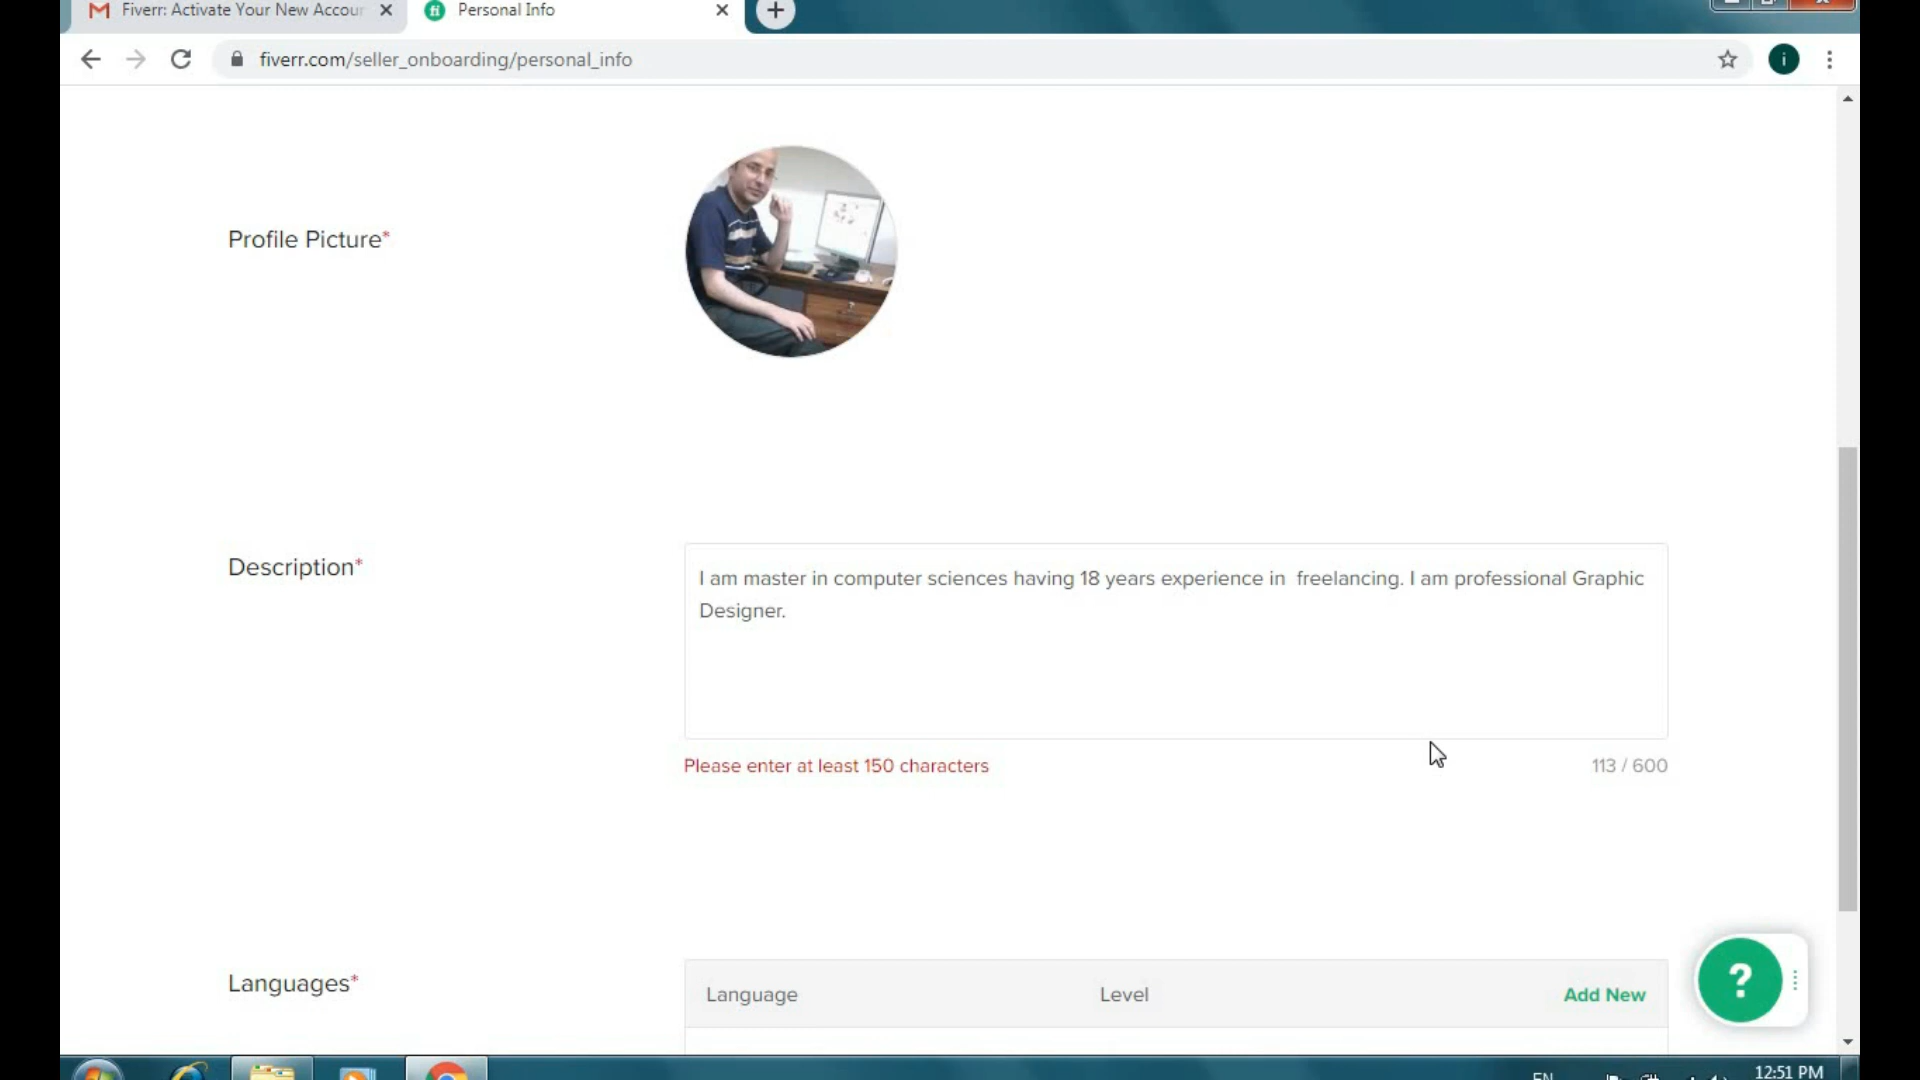 Fiverr: Activate Your New Accour
Personal Info
fiverr.com/seller_onboarding/personal_info
i
Profile Picture*
Description*
I am master in computer sciences having 18 years experience in  freelancing. I am professional Graphic
Designer.
Please enter at least 150 characters
113 / 600
Languages*
Language
Level
Add New
?
EN
12:51 PM